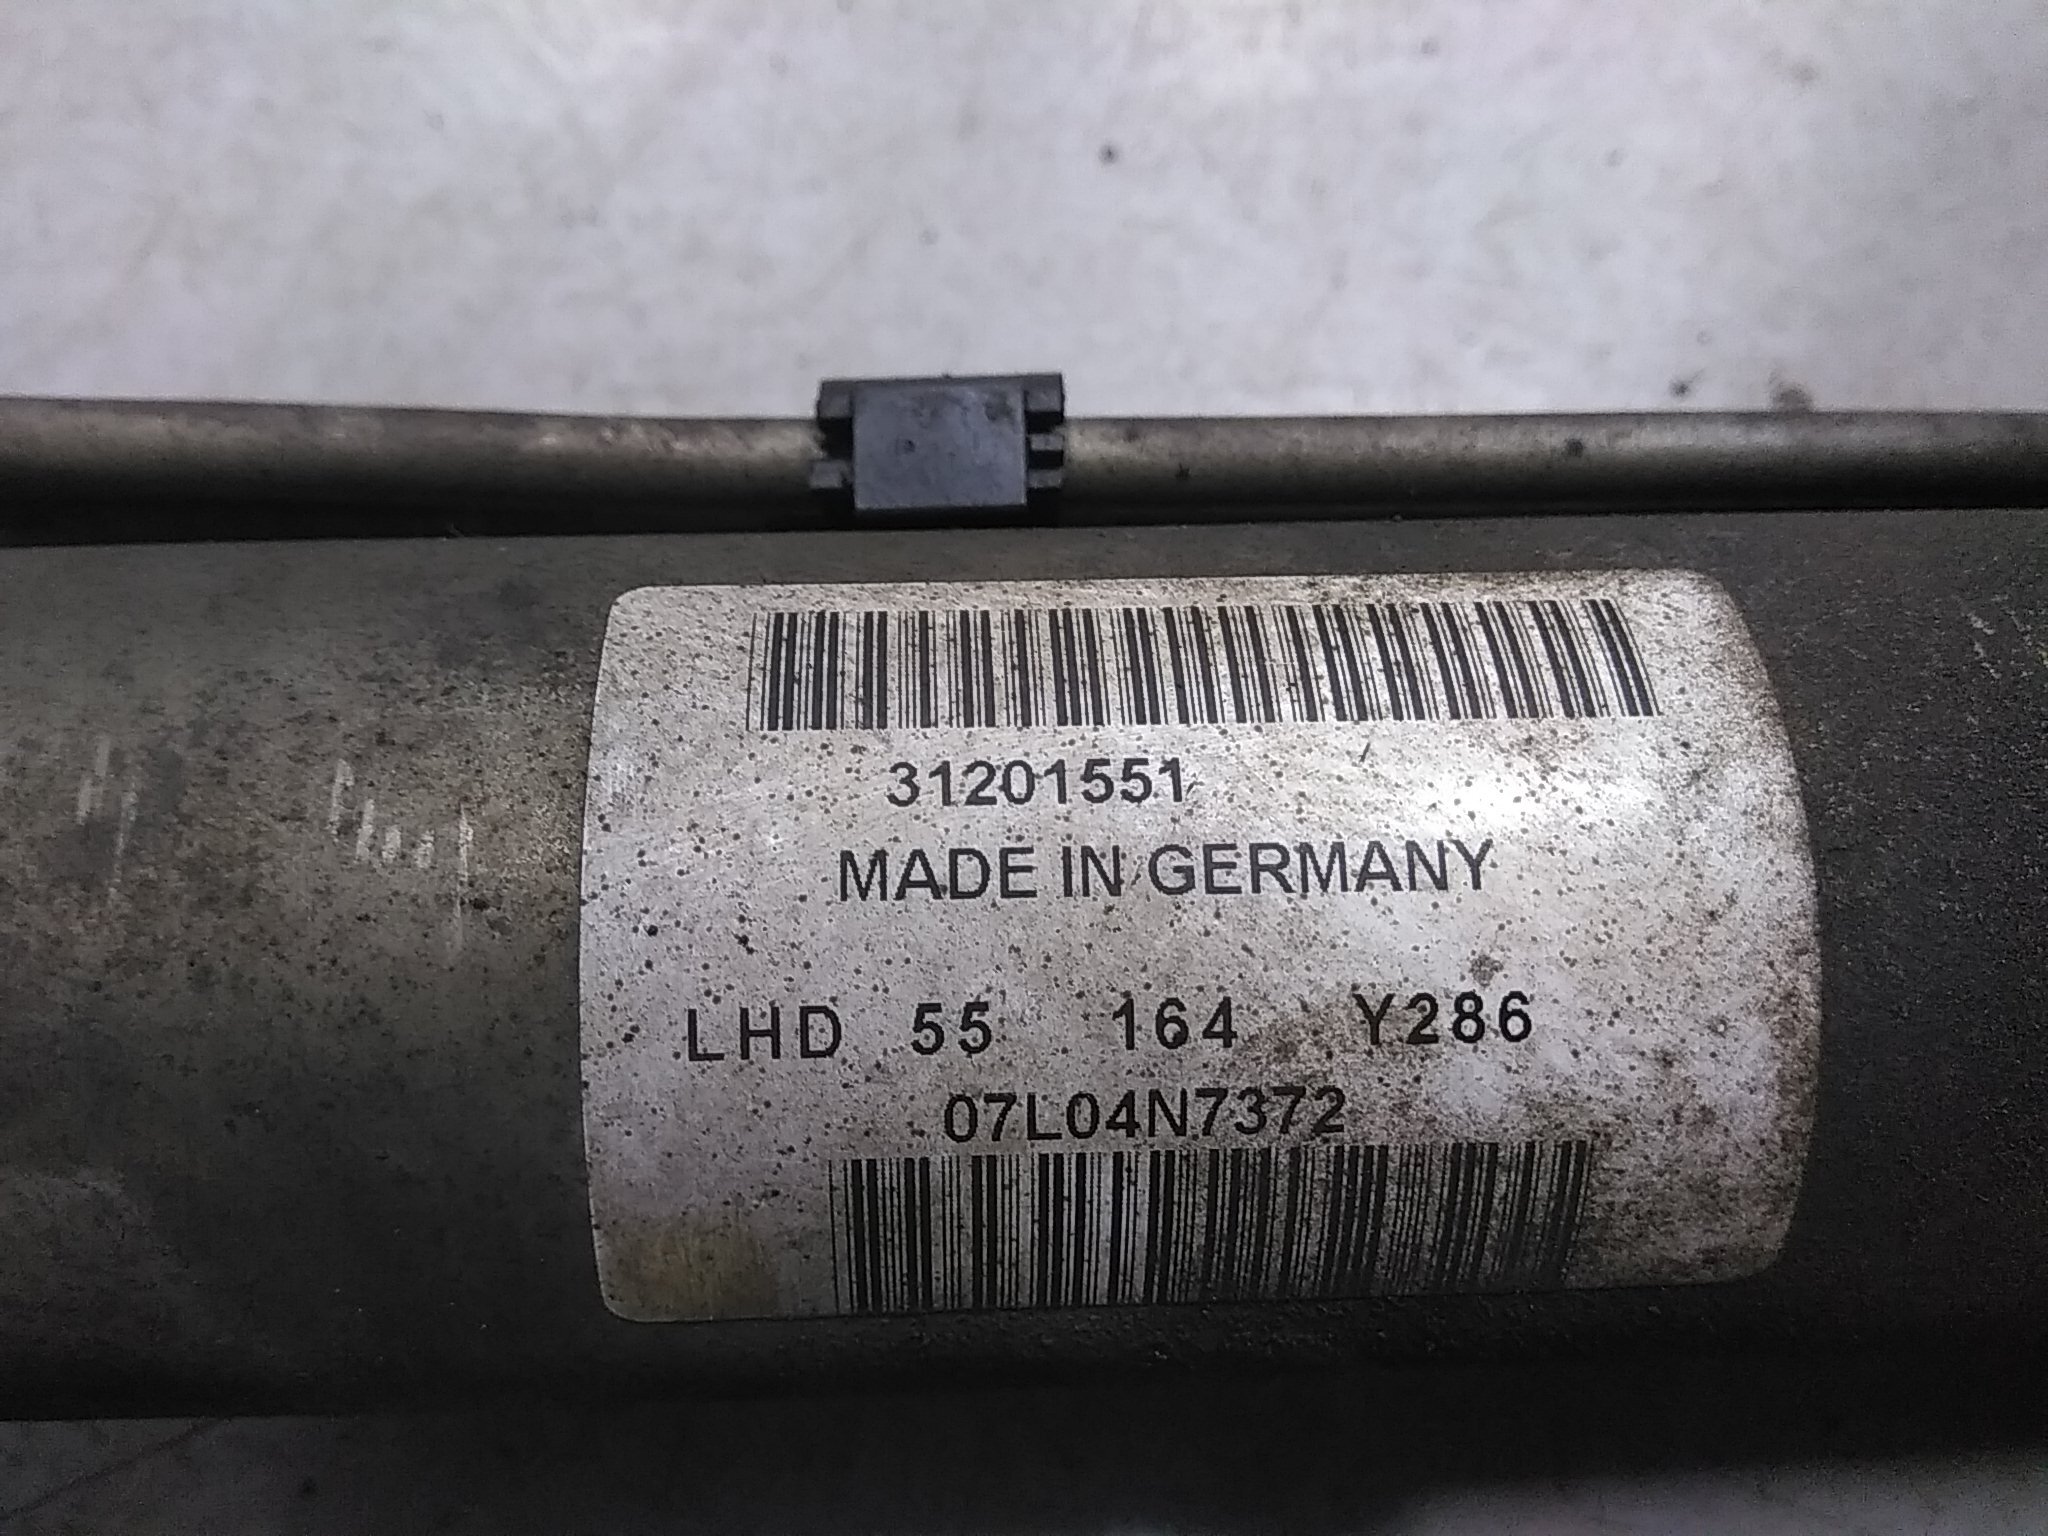 31201551
MADE IN GERMANY
LHD 55 164 Y286
07L04N7372